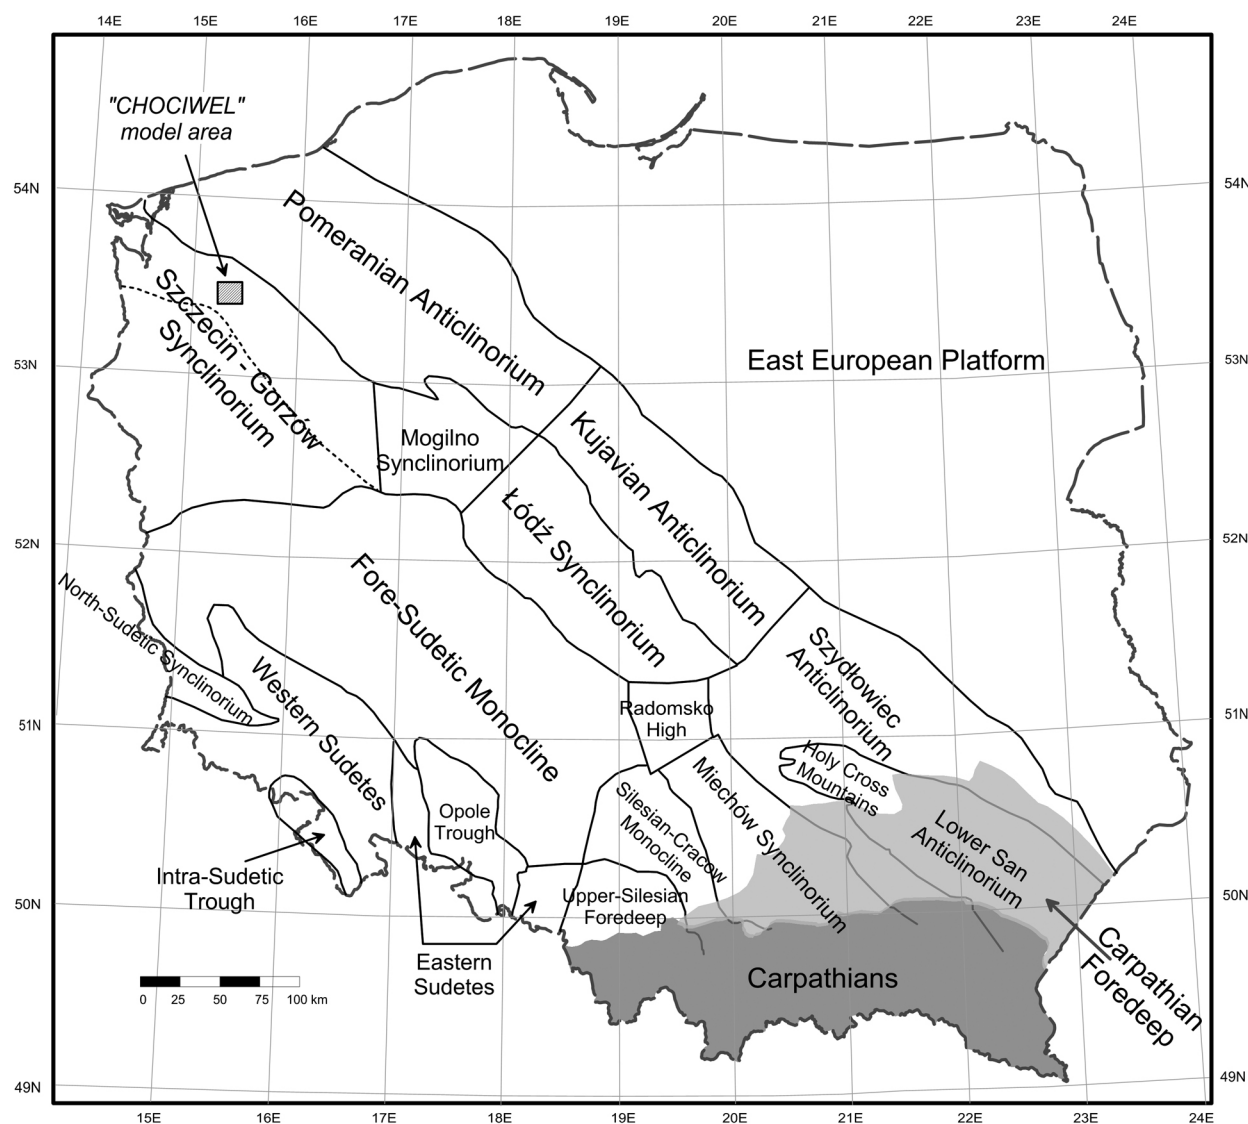 14E 15E 16E 17E 18E 19E 20E 21E 22E 23E 24E
"CHOCIWEL"
model area
54N
54N
Pomeranian Anticlinorium
Szczecin - Gorzów
Synclinorium
53N
53N
East European Platform
Mogilno
Synclinorium
Kujavian Anticlinorium
Łódź Synclinorium
52N
52N
Fore-Sudetic Monocline
North-Sudetic Synclinorium
Western Sudetes
Szydłowiec
Anticlinorium
51N
51N
Radomsko
High
Holy Cross
Mountains
Miechów Synclinorium
Silesian-Cracow
Monocline
Opole
Trough
Lower San
Anticlinorium
Intra-Sudetic
Trough
Upper-Silesian
Foredeep
50N
50N
Eastern
Sudetes
Carpathians
Carpathian
Foredeep
0 25 50 75 100 km
49N
49N
15E 16E 17E 18E 19E 20E 21E 22E 23E 24E